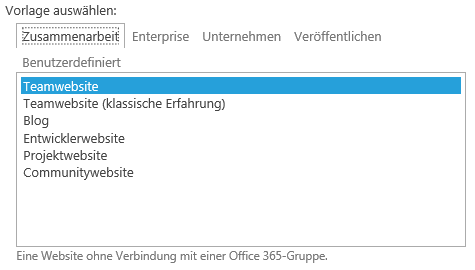 Vorlage auswählen:
Zusammenarbeit Enterprise Unternehmen Veröffentlichen
Benutzerdefiniert
Teamwebsite
Teamwebsite (klassische Erfahrung)
Blog
Entwicklerwebsite
Projektwebsite
Communitywebsite
Eine Website ohne Verbindung mit einer Office 365-Gruppe.